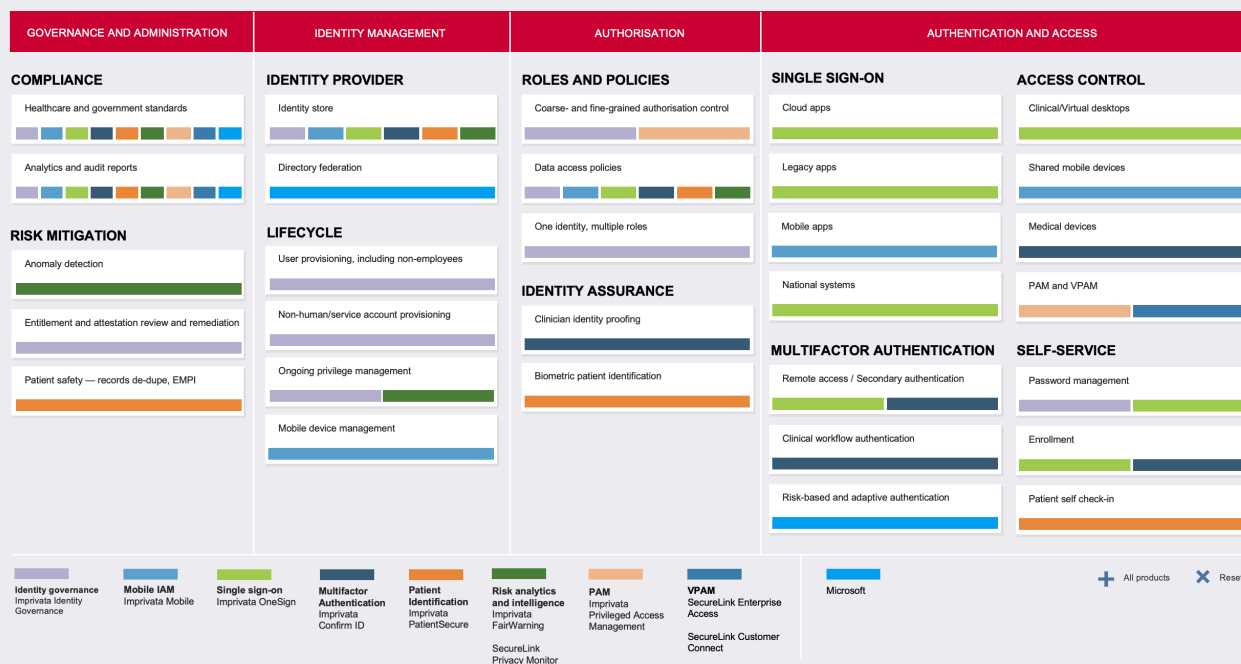 GOVERNANCE AND ADMINISTRATION
IDENTITY MANAGEMENT
AUTHORISATION
AUTHENTICATION AND ACCESS
COMPLIANCE
Healthcare and government standards
Analytics and audit reports
RISK MITIGATION
Anomaly detection
Entitlement and attestation review and remediation
Patient safety — records de-dupe, EMPI
IDENTITY PROVIDER
Identity store
Directory federation
LIFECYCLE
User provisioning, including non-employees
Non-human/service account provisioning
Ongoing privilege management
Mobile device management
ROLES AND POLICIES
Coarse- and fine-grained authorisation control
Data access policies
One identity, multiple roles
IDENTITY ASSURANCE
Clinician identity proofing
Biometric patient identification
SINGLE SIGN-ON
Cloud apps
Legacy apps
Mobile apps
National systems
MULTIFACTOR AUTHENTICATION
Remote access / Secondary authentication
Clinical workflow authentication
Risk-based and adaptive authentication
ACCESS CONTROL
Clinical/Virtual desktops
Shared mobile devices
Medical devices
PAM and VPAM
SELF-SERVICE
Password management
Enrollment
Patient self check-in
Identity governance
Imprivata Identity
Governance
Mobile IAM
Imprivata Mobile
Single sign-on
Imprivata OneSign
Multifactor
Authentication
Imprivata
Confirm ID
Patient
Identification
Imprivata
PatientSecure
Risk analytics
and intelligence
Imprivata
FairWarning
SecureLink
Privacy Monitor
PAM
Imprivata
Privileged Access
Management
VPAM
SecureLink Enterprise
Access
SecureLink Customer
Connect
Microsoft
All products
Rese